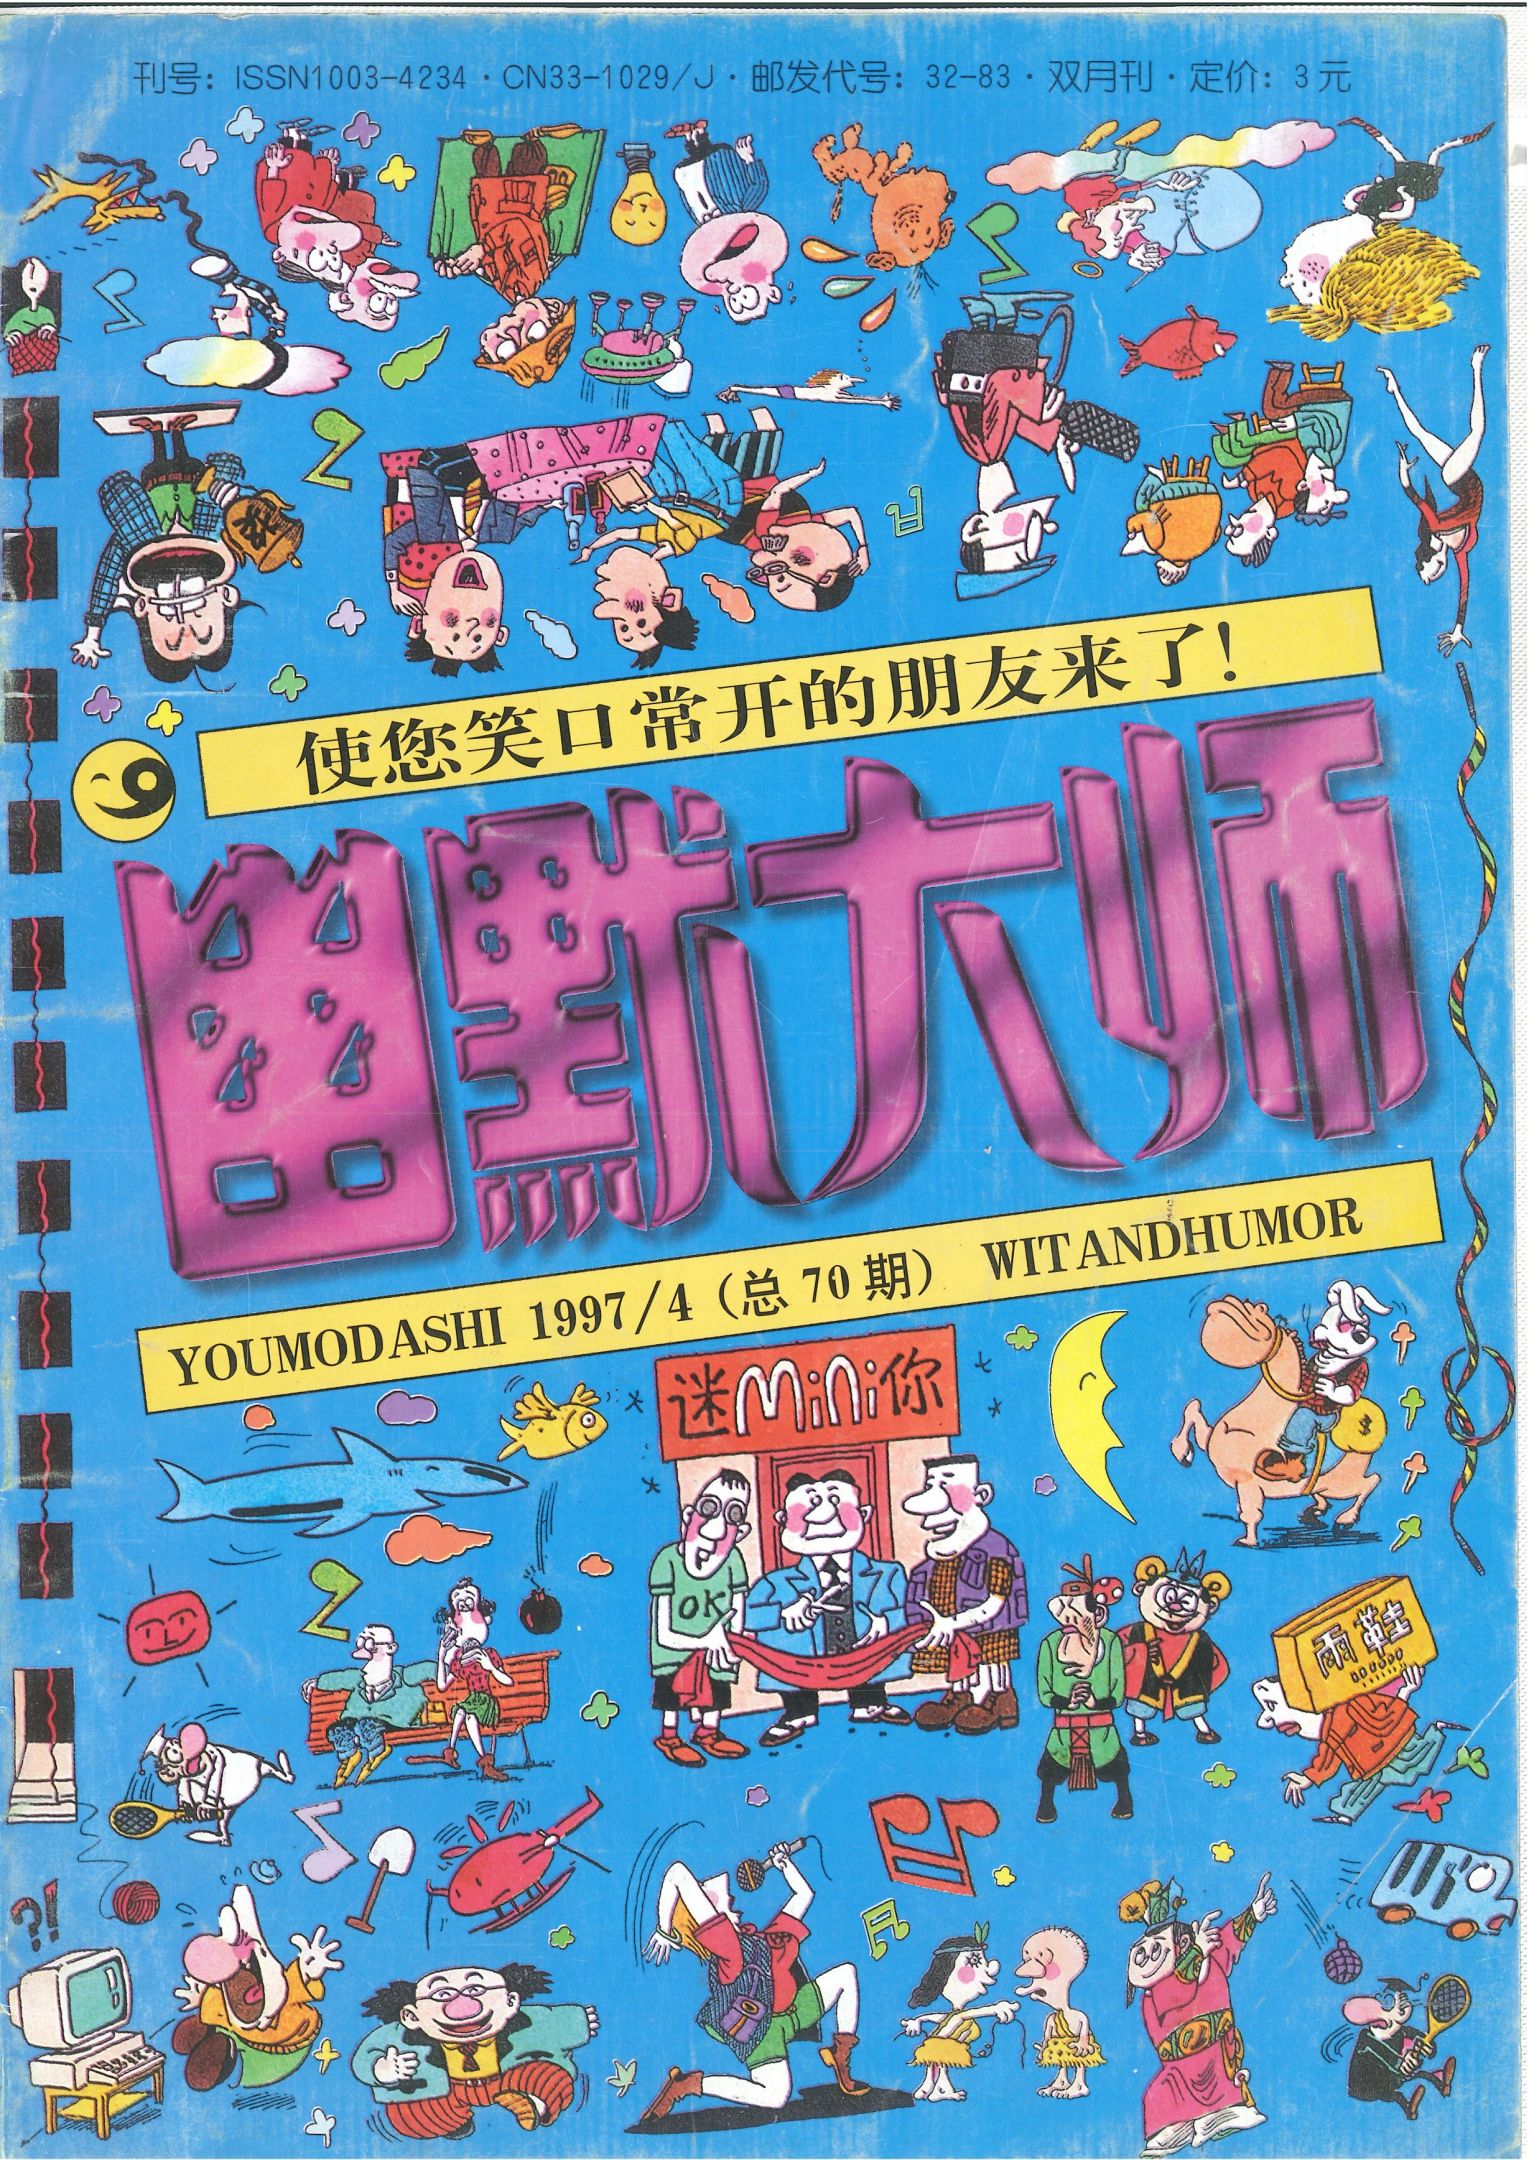 刊号：ISSN1003-4234·CN33-1029/J·邮发代号：32-83·双月刊·定价：3元
使您笑口常开的朋友来了！
幽默大师
YOUMODASHI 1997/4（总70期） WITANDHUMOR
迷Mini你
OK
$
雨鞋
?!